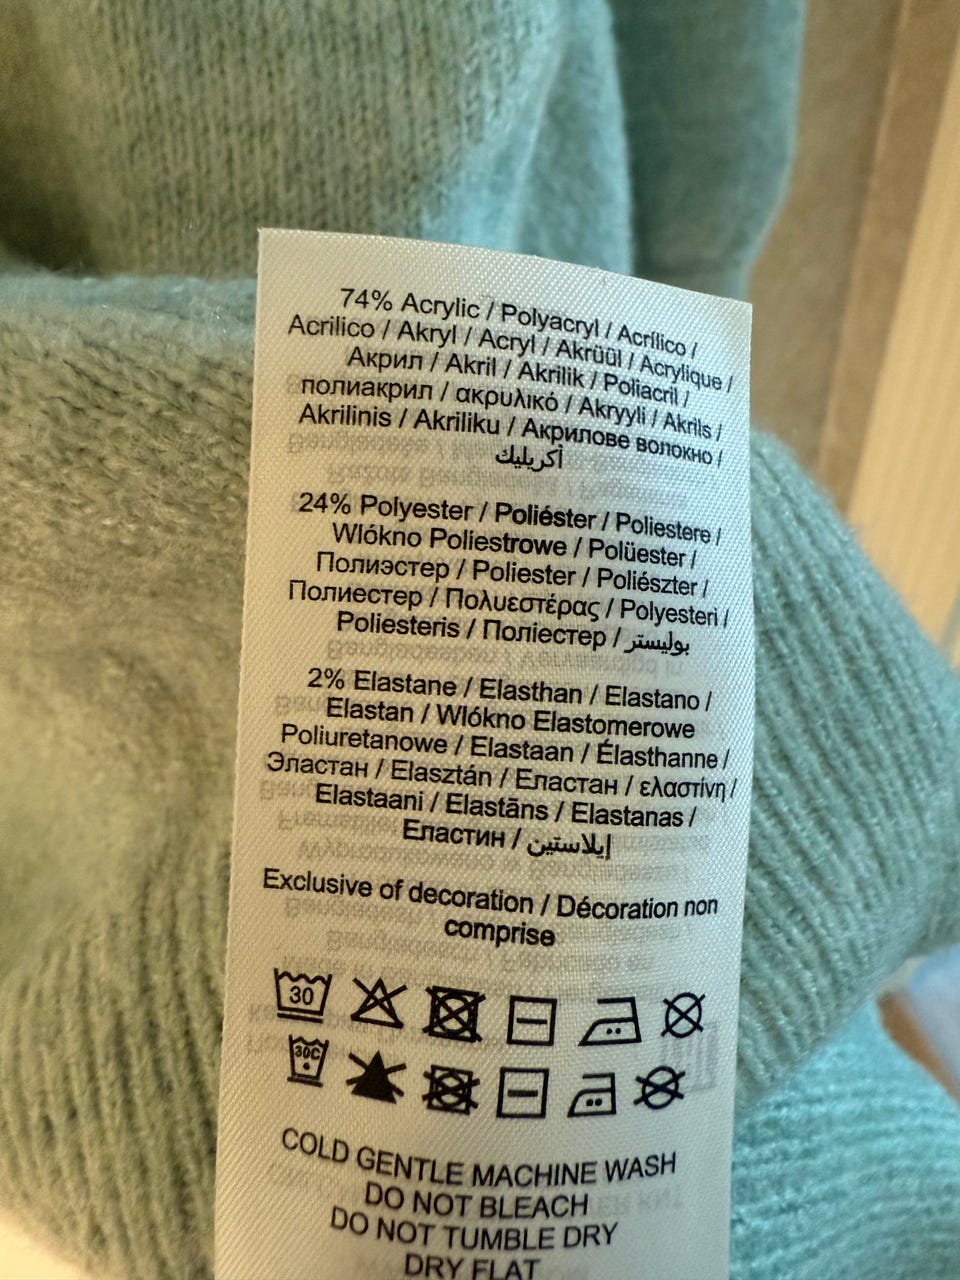 74% Acrylic / Polyacryl / Acrílico /
Acrilico / Akryl / Acryl / Akrüül / Acrylique /
Акрил / Akril / Akrilik / Poliacril /
полиакрил / ακρυλικό / Akryyli / Akrils /
Akrilinis / Akriliku / Акрилове волокно /
أكريليك
24% Polyester / Poliéster / Poliestere /
Wlókno Poliestrowe / Polüester /
Полиэстер / Poliester / Poliészter /
Полиестер / Πολυεστέρας / Polyesteri /
Poliesteris / Поліестер / بوليستر
2% Elastane / Elasthan / Elastano /
Elastan / Wlókno Elastomerowe
Poliuretanowe / Elastaan / Élasthanne /
Эластан / Elasztán / Еластан / ελαστίνη /
Elastaani / Elastāns / Elastanas /
Еластин / إيلاستين
Exclusive of decoration / Décoration non
comprise
30
30C
COLD GENTLE MACHINE WASH
DO NOT BLEACH
DO NOT TUMBLE DRY
DRY FLAT